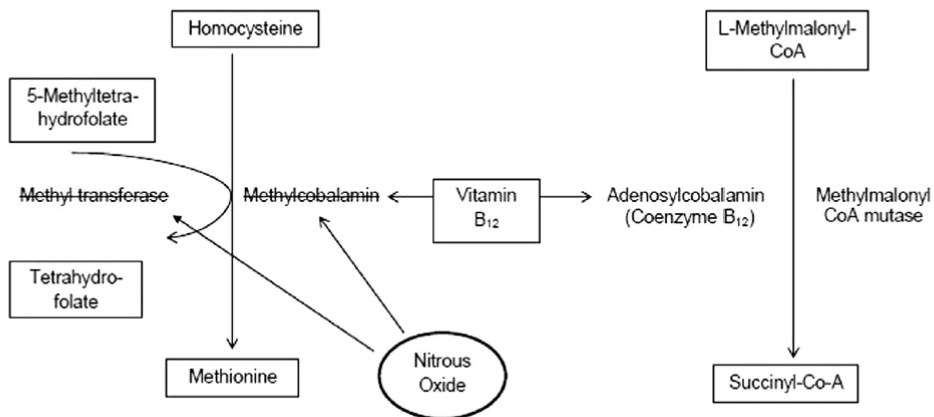 Homocysteine
L-Methylmalonyl-
CoA
5-Methyltetra-
hydrofolate
Methyl transferase
Methylcobalamin
Vitamin
B₁₂
Adenosylcobalamin
(Coenzyme B₁₂)
Methylmalonyl
CoA mutase
Tetrahydro-
folate
Methionine
Nitrous
Oxide
Succinyl-Co-A